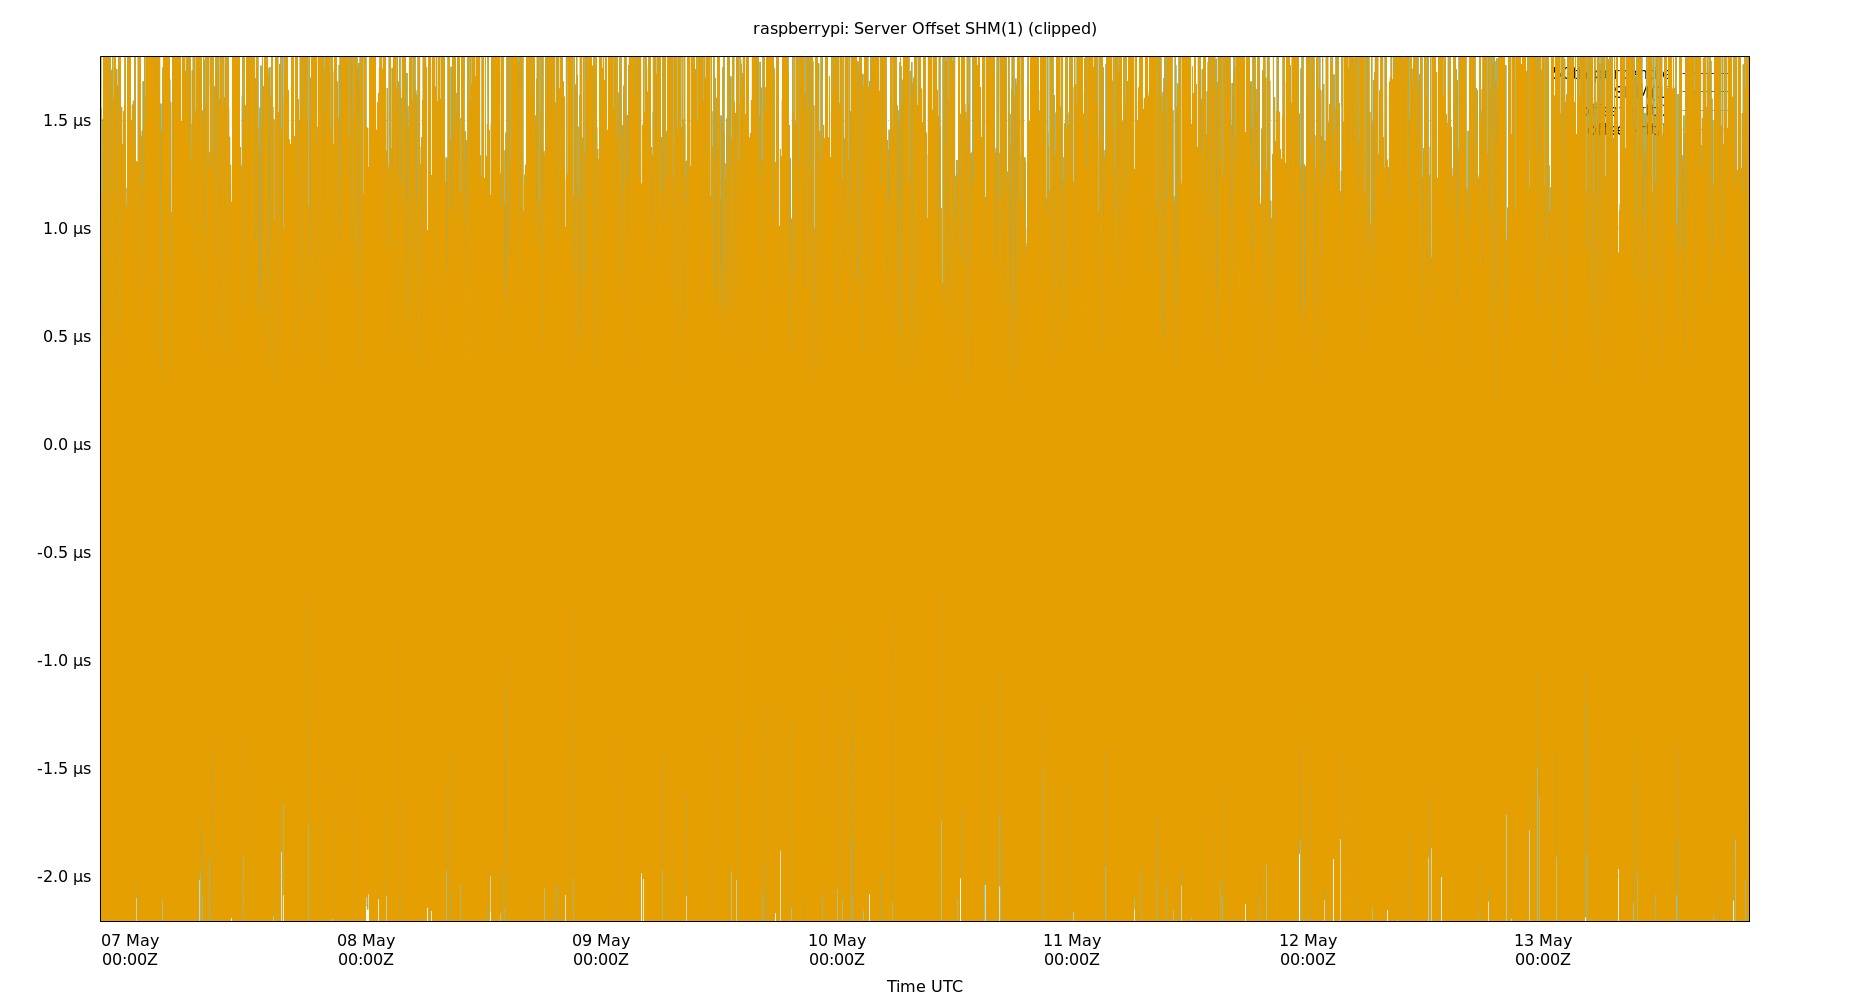 raspberrypi: Server Offset SHM(1) (clipped)
1.5 µs
1.0 µs
0.5 µs
0.0 µs
-0.5 µs
-1.0 µs
-1.5 µs
-2.0 µs
07 May 08 May 09 May 10 May 11 May 12 May 13 May
00:00Z 00:00Z 00:00Z 00:00Z 00:00Z 00:00Z 00:00Z
Time UTC